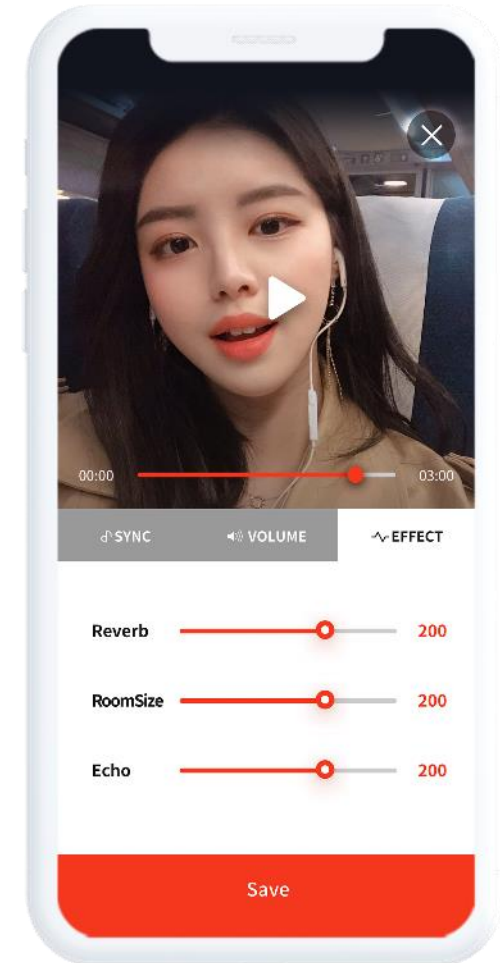 00:00 03:00
SYNC VOLUME EFFECT
Reverb 200
RoomSize 200
Echo 200
Save